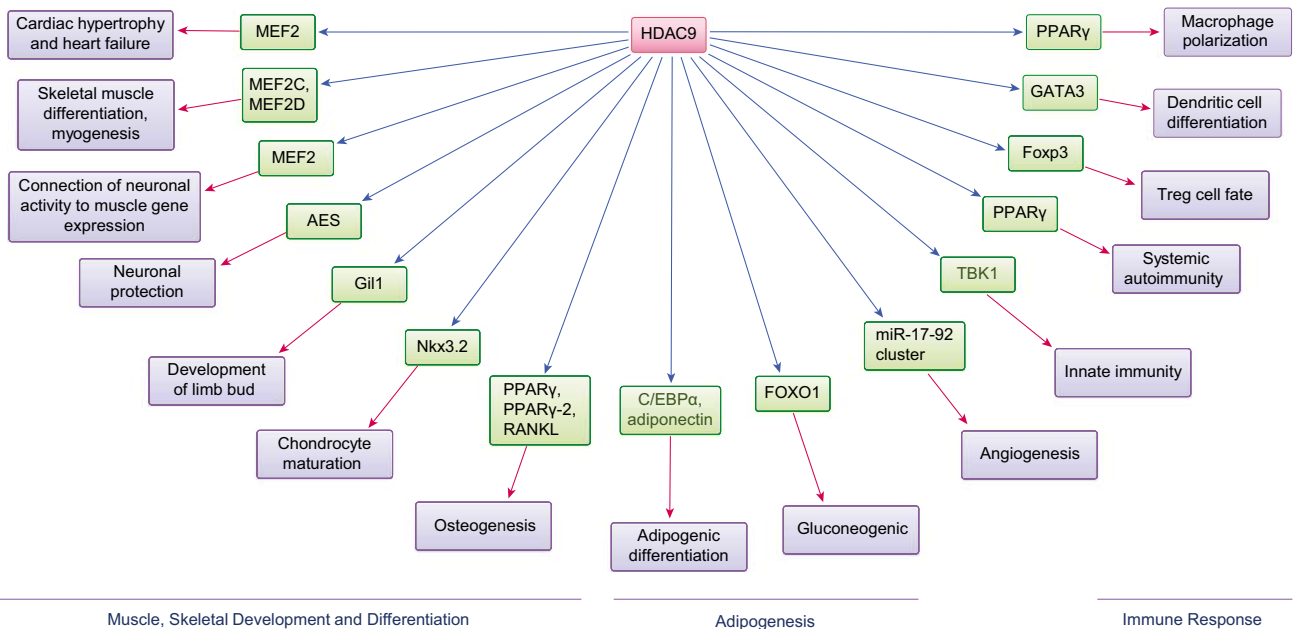 HDAC9
MEF2
Cardiac hypertrophy
and heart failure
MEF2C,
MEF2D
Skeletal muscle
differentiation,
myogenesis
MEF2
Connection of neuronal
activity to muscle gene
expression
AES
Neuronal
protection
Gil1
Development
of limb bud
Nkx3.2
Chondrocyte
maturation
PPARγ,
PPARγ-2,
RANKL
Osteogenesis
C/EBPα,
adiponectin
Adipogenic
differentiation
FOXO1
Gluconeogenic
miR-17-92
cluster
Angiogenesis
TBK1
Innate immunity
PPARγ
Systemic
autoimmunity
Foxp3
Treg cell fate
GATA3
Dendritic cell
differentiation
PPARγ
Macrophage
polarization
Muscle, Skeletal Development and Differentiation
Adipogenesis
Immune Response